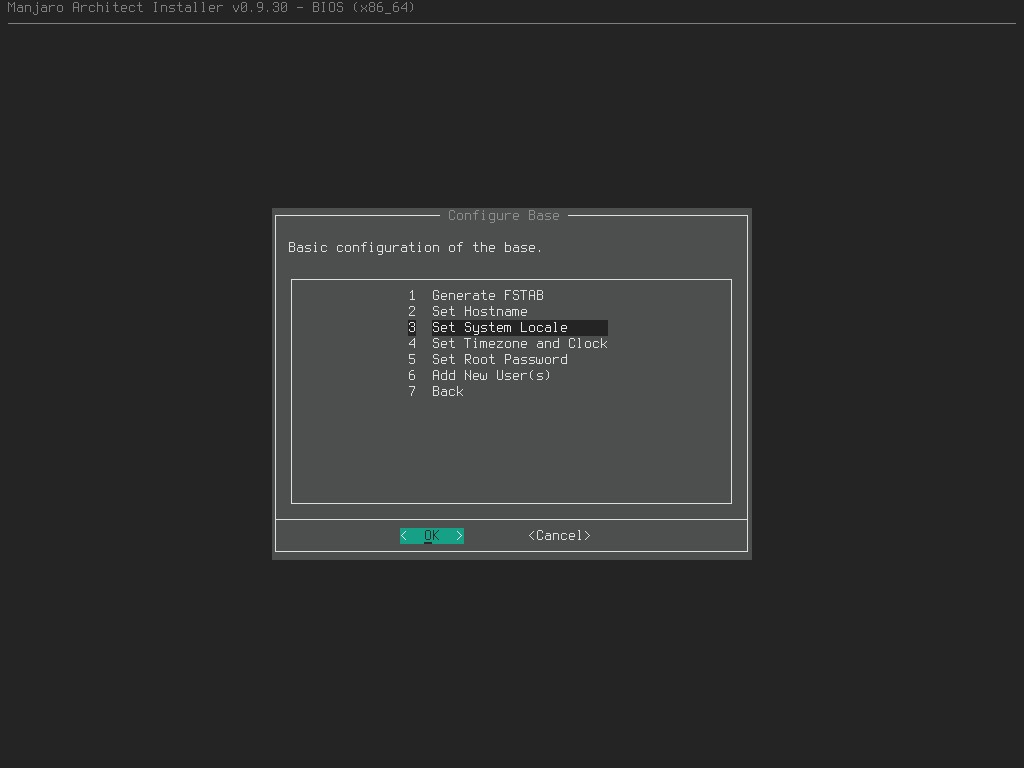 Manjaro Architect Installer v0.9.30 - BIOS (x86_64)
Configure Base
Basic configuration of the base.
1 Generate FSTAB
2 Set Hostname
3 Set System Locale
4 Set Timezone and Clock
5 Set Root Password
6 Add New User(s)
7 Back
< OK > <Cancel>